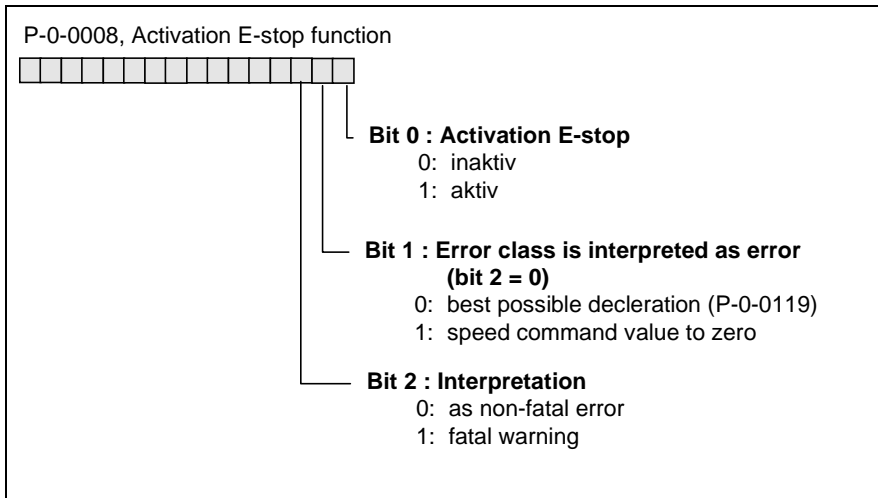 P-0-0008, Activation E-stop function
Bit 0 : Activation E-stop
0: inaktiv
1: aktiv
Bit 1 : Error class is interpreted as error
(bit 2 = 0)
0: best possible decleration (P-0-0119)
1: speed command value to zero
Bit 2 : Interpretation
0: as non-fatal error
1: fatal warning